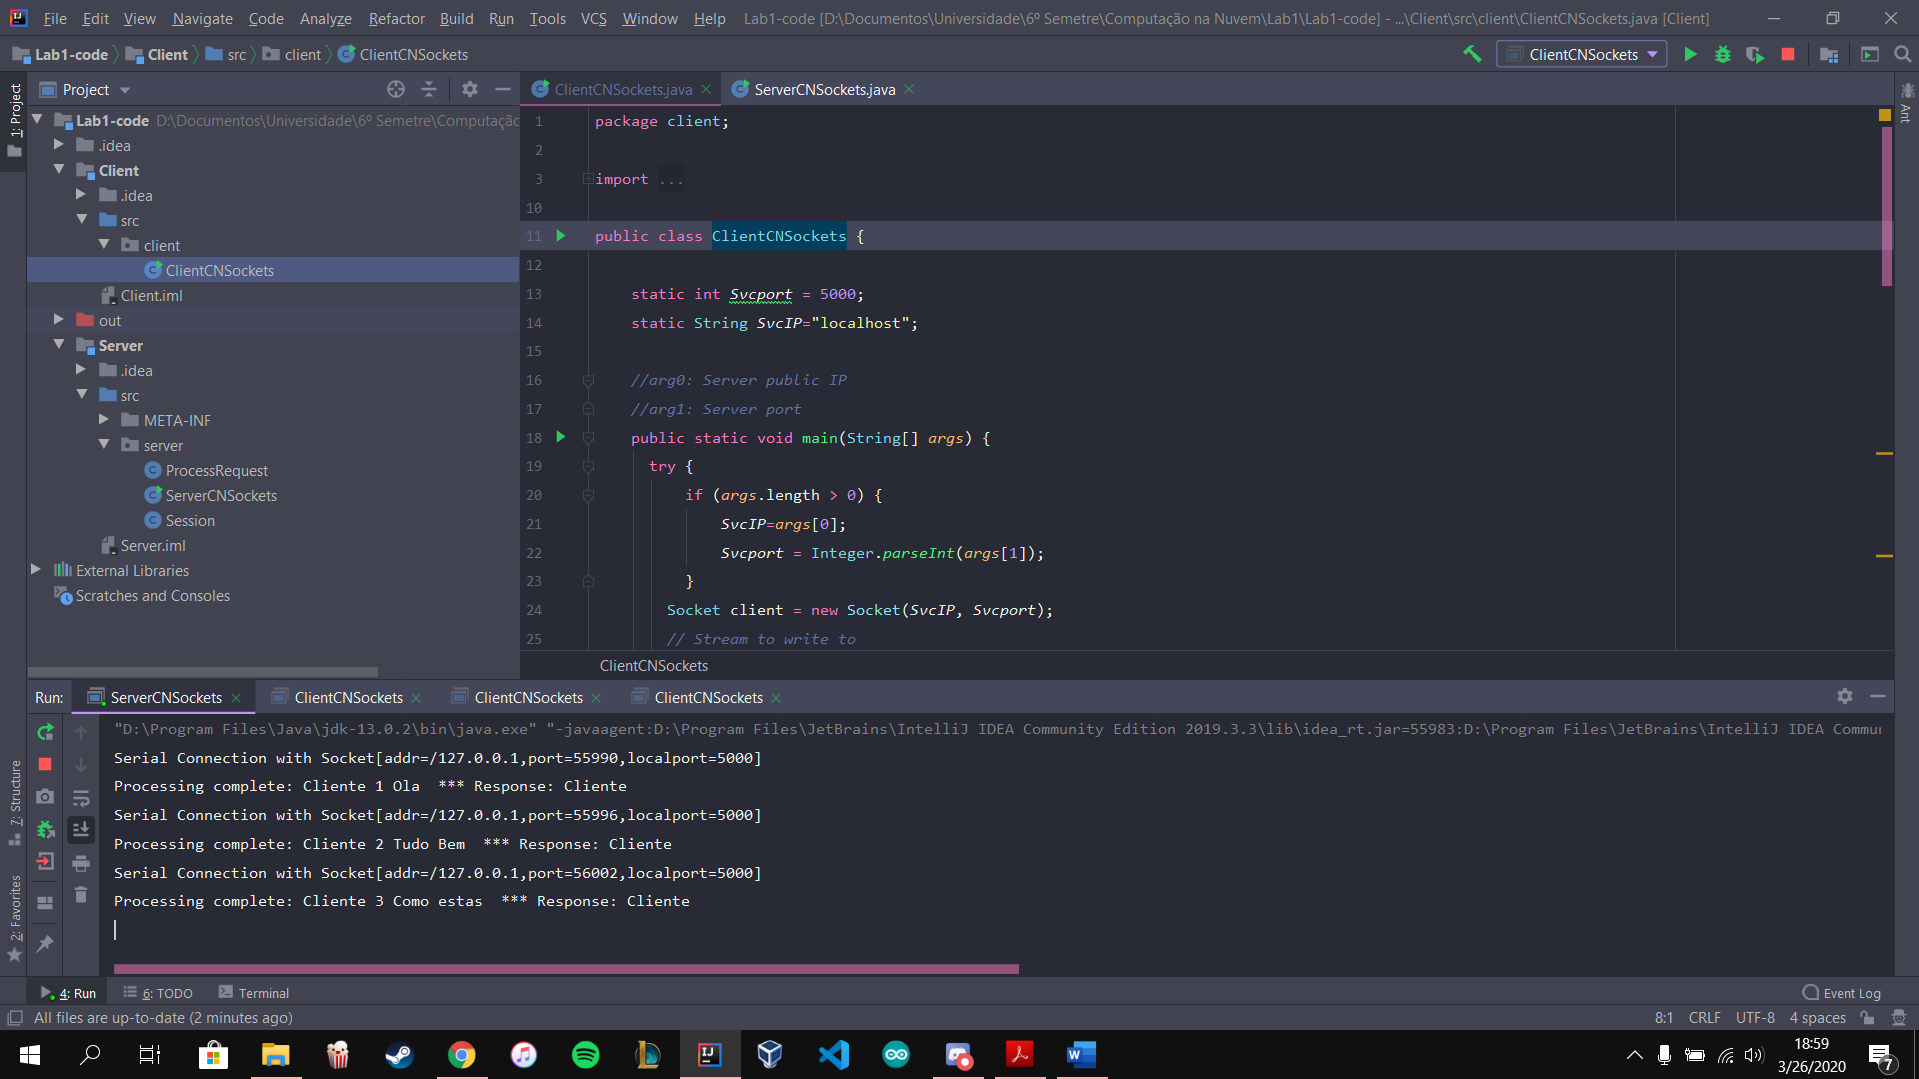 File Edit View Navigate Code Analyze Refactor Build Run Tools VCS Window Help Lab1-code [D:\Documentos\Universidade\6º Semetre\Computação na Nuvem\Lab1\Lab1-code] - ...\Client\src\client\ClientCNSockets.java [Client]
Lab1-code Client src client ClientCNSockets
ClientCNSockets
1: Project
Project
ClientCNSockets.java ServerCNSockets.java
Ant
Lab1-code D:\Documentos\Universidade\6º Semetre\Computação
.idea
Client
.idea
src
client
ClientCNSockets
Client.iml
out
Server
.idea
src
META-INF
server
ProcessRequest
ServerCNSockets
Session
Server.iml
External Libraries
Scratches and Consoles
1 package client;
2
3 import ...
10
11 public class ClientCNSockets {
12
13 static int Svcport = 5000;
14 static String SvcIP="localhost";
15
16 //arg0: Server public IP
17 //arg1: Server port
18 public static void main(String[] args) {
19 try {
20 if (args.length > 0) {
21 SvcIP=args[0];
22 Svcport = Integer.parseInt(args[1]);
23 }
24 Socket client = new Socket(SvcIP, Svcport);
25 // Stream to write to
ClientCNSockets
Run: ServerCNSockets ClientCNSockets ClientCNSockets ClientCNSockets
"D:\Program Files\Java\jdk-13.0.2\bin\java.exe" "-javaagent:D:\Program Files\JetBrains\IntelliJ IDEA Community Edition 2019.3.3\lib\idea_rt.jar=55983:D:\Program Files\JetBrains\IntelliJ IDEA Commu
Serial Connection with Socket[addr=/127.0.0.1,port=55990,localport=5000]
Processing complete: Cliente 1 Ola *** Response: Cliente
Serial Connection with Socket[addr=/127.0.0.1,port=55996,localport=5000]
Processing complete: Cliente 2 Tudo Bem *** Response: Cliente
Serial Connection with Socket[addr=/127.0.0.1,port=56002,localport=5000]
Processing complete: Cliente 3 Como estas *** Response: Cliente
7: Structure
2: Favorites
4: Run 6: TODO Terminal Event Log
All files are up-to-date (2 minutes ago) 8:1 CRLF UTF-8 4 spaces
18:59
3/26/2020
7